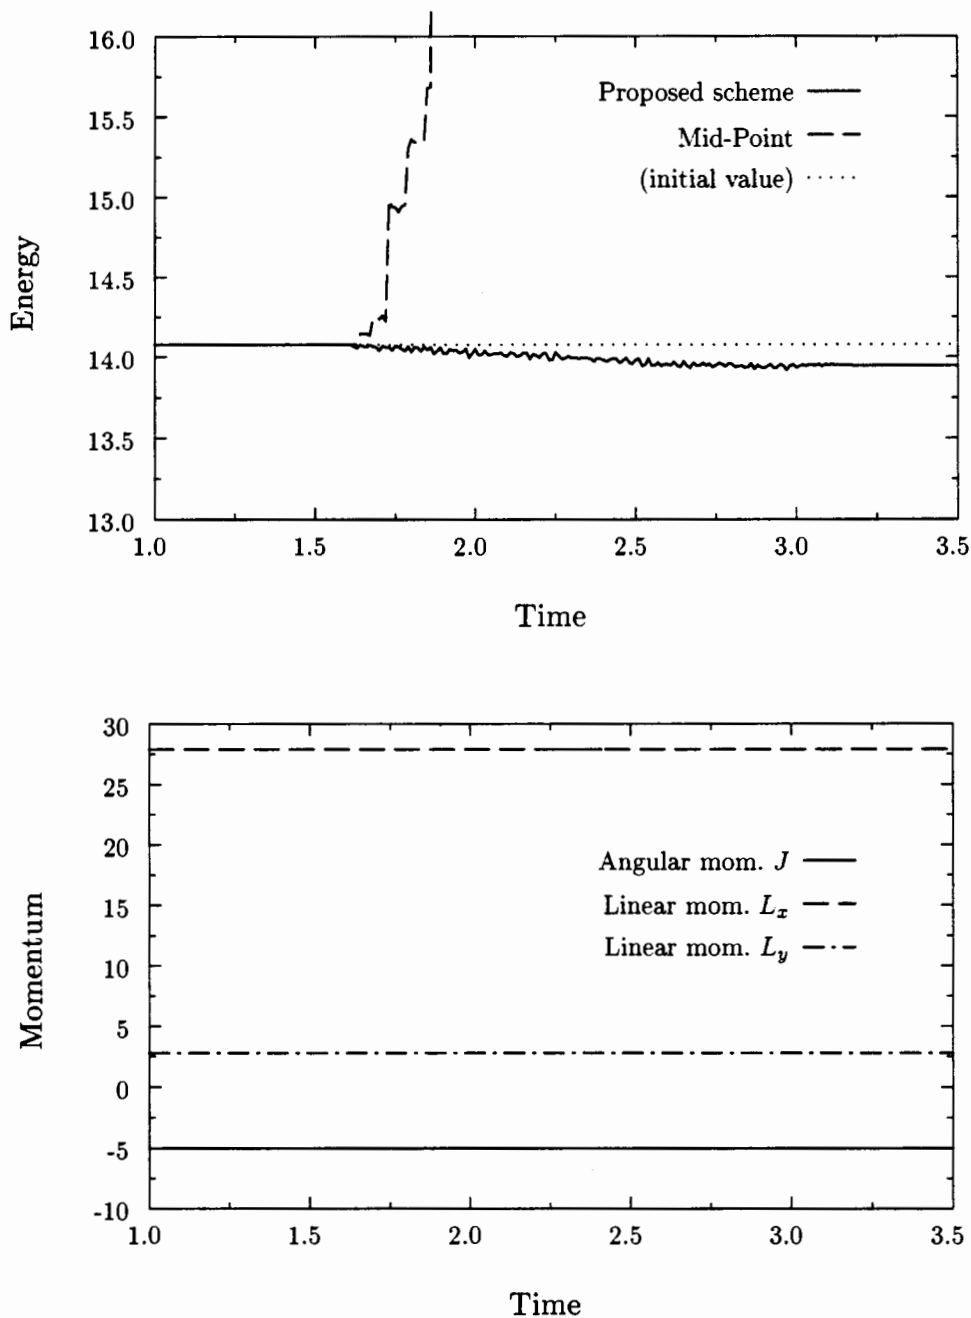 16.0
15.5
15.0
14.5
14.0
13.5
13.0
Energy
Proposed scheme
Mid-Point
(initial value)
1.0 1.5 2.0 2.5 3.0 3.5
Time
30
25
20
15
10
5
0
-5
-10
Momentum
Angular mom. J
Linear mom. Lx
Linear mom. Ly
1.0 1.5 2.0 2.5 3.0 3.5
Time